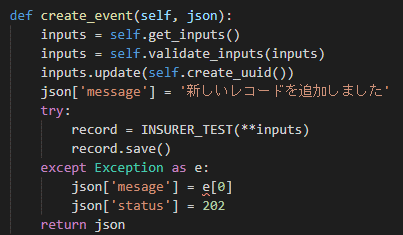 def create_event(self, json):
    inputs = self.get_inputs()
    inputs = self.validate_inputs(inputs)
    inputs.update(self.create_uuid())
    json['message'] = '新しいレコードを追加しました'
    try:
        record = INSURER_TEST(**inputs)
        record.save()
    except Exception as e:
        json['mesage'] = e[0]
        json['status'] = 202
    return json